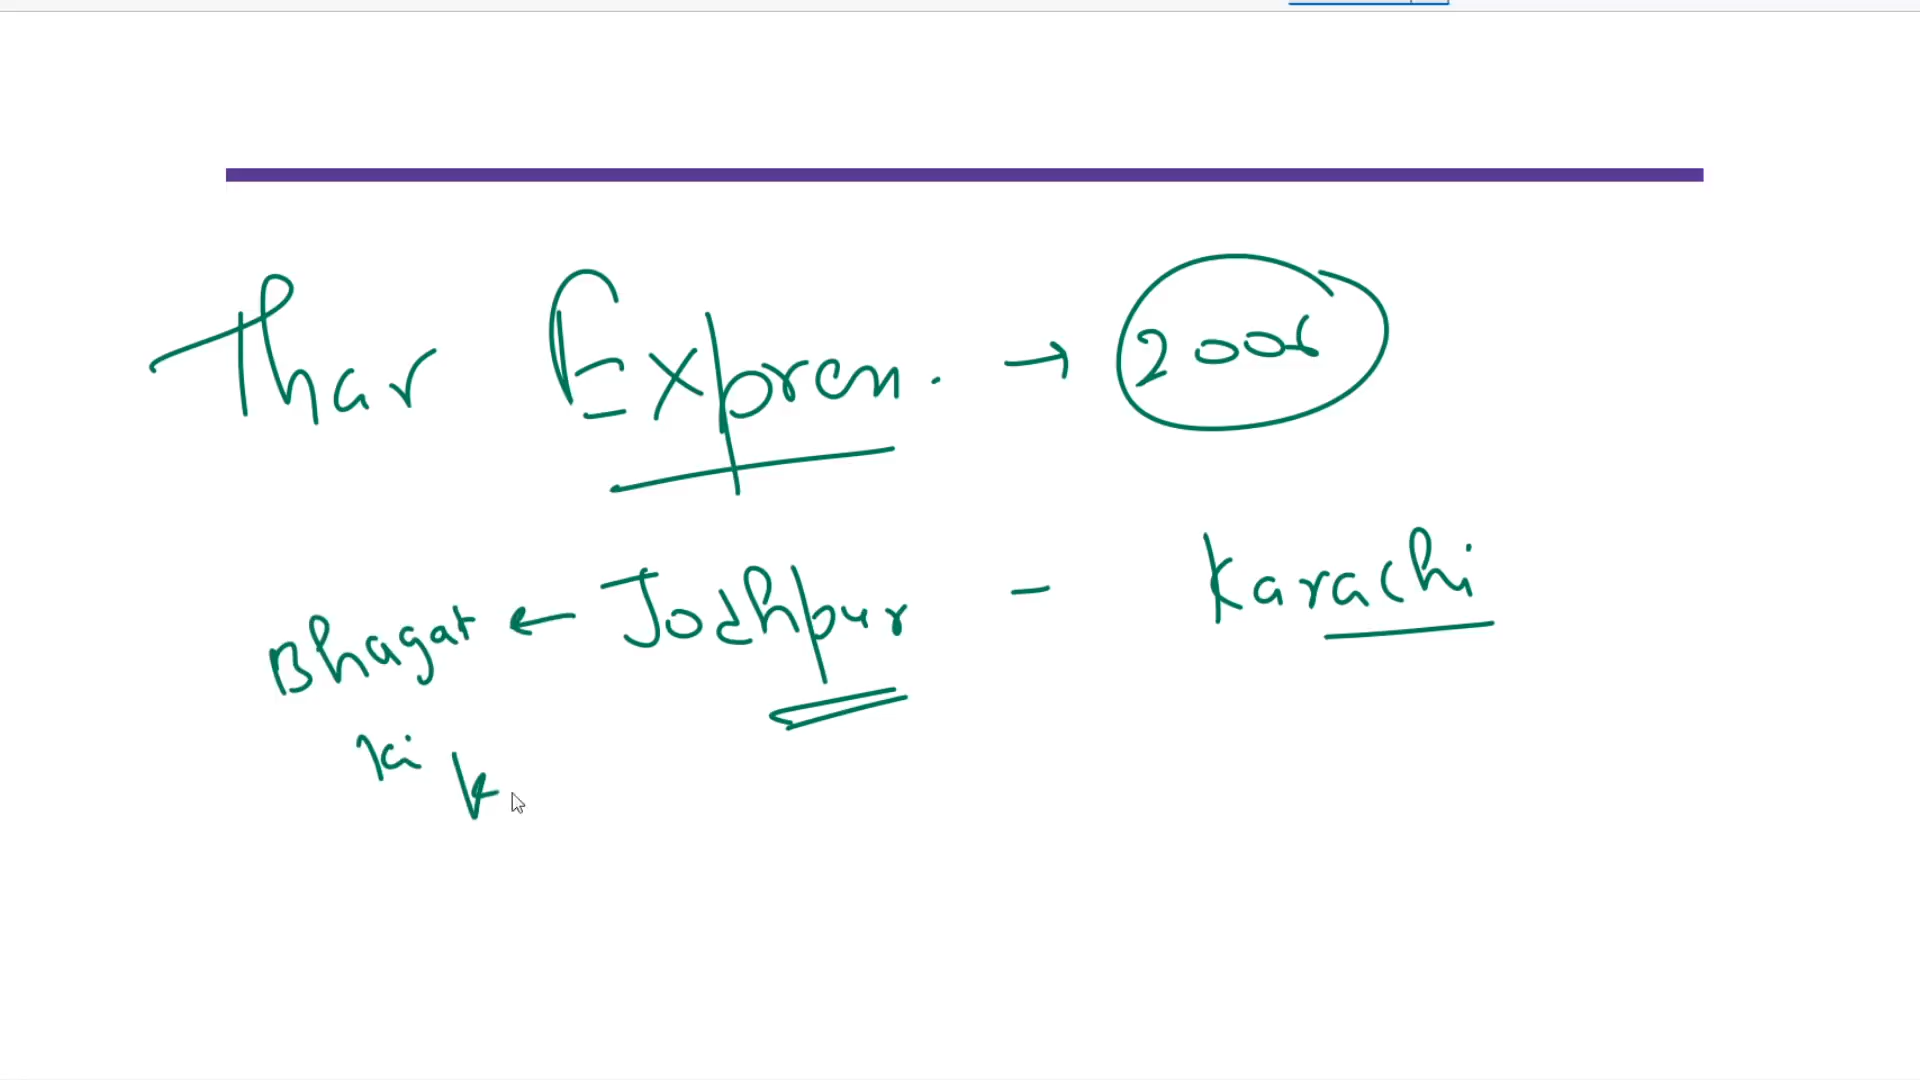 Thar Express. → 2006
Bhagat ← Jodhpur - Karachi
ki K